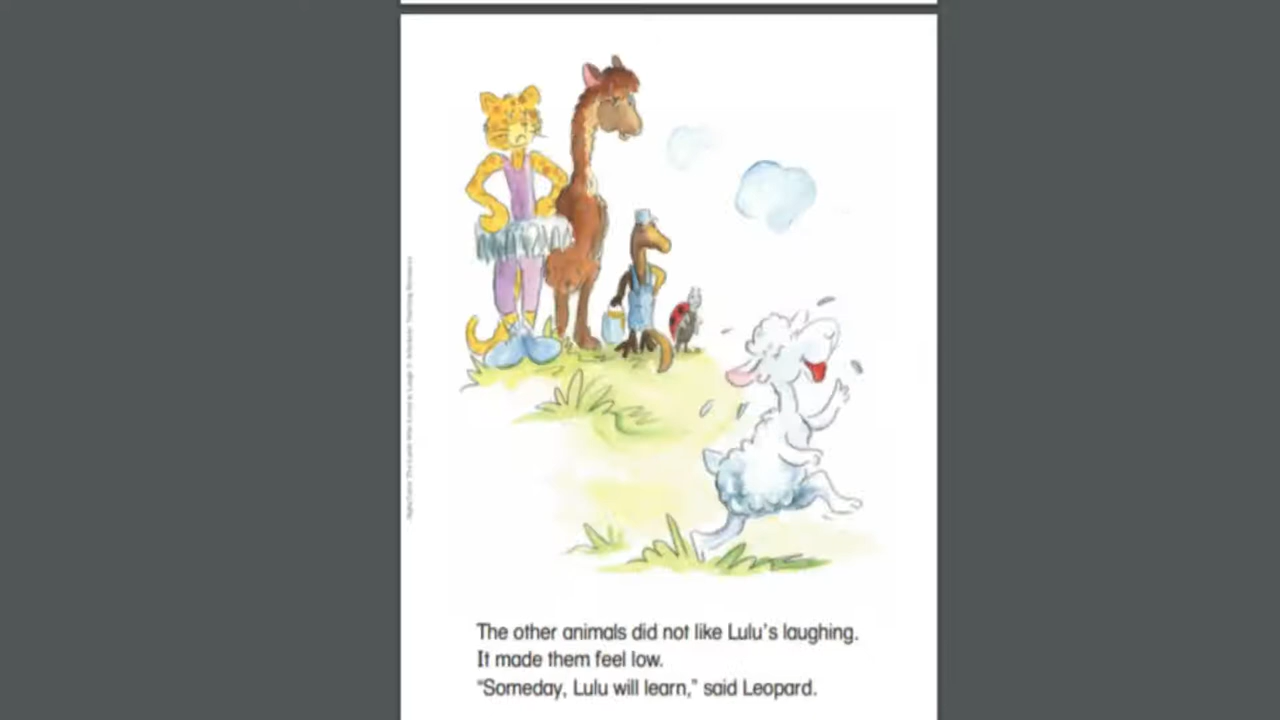 The other animals did not like Lulu's laughing.
It made them feel low.
"Someday, Lulu will learn," said Leopard.